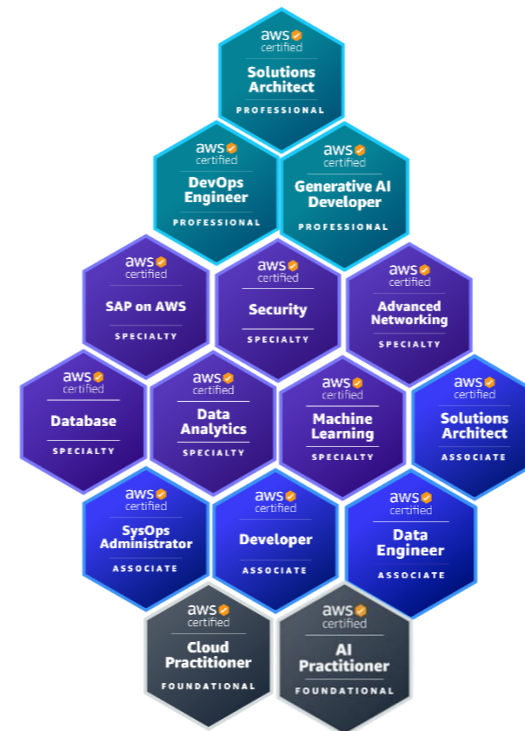 aws
certified
Solutions
Architect
PROFESSIONAL
aws
certified
DevOps
Engineer
PROFESSIONAL
aws
certified
Generative AI
Developer
PROFESSIONAL
aws
certified
SAP on AWS
SPECIALTY
aws
certified
Security
SPECIALTY
aws
certified
Advanced
Networking
SPECIALTY
aws
certified
Database
SPECIALTY
aws
certified
Data
Analytics
SPECIALTY
aws
certified
Machine
Learning
SPECIALTY
aws
certified
Solutions
Architect
ASSOCIATE
aws
certified
SysOps
Administrator
ASSOCIATE
aws
certified
Developer
ASSOCIATE
aws
certified
Data
Engineer
ASSOCIATE
aws
certified
Cloud
Practitioner
FOUNDATIONAL
aws
certified
AI
Practitioner
FOUNDATIONAL